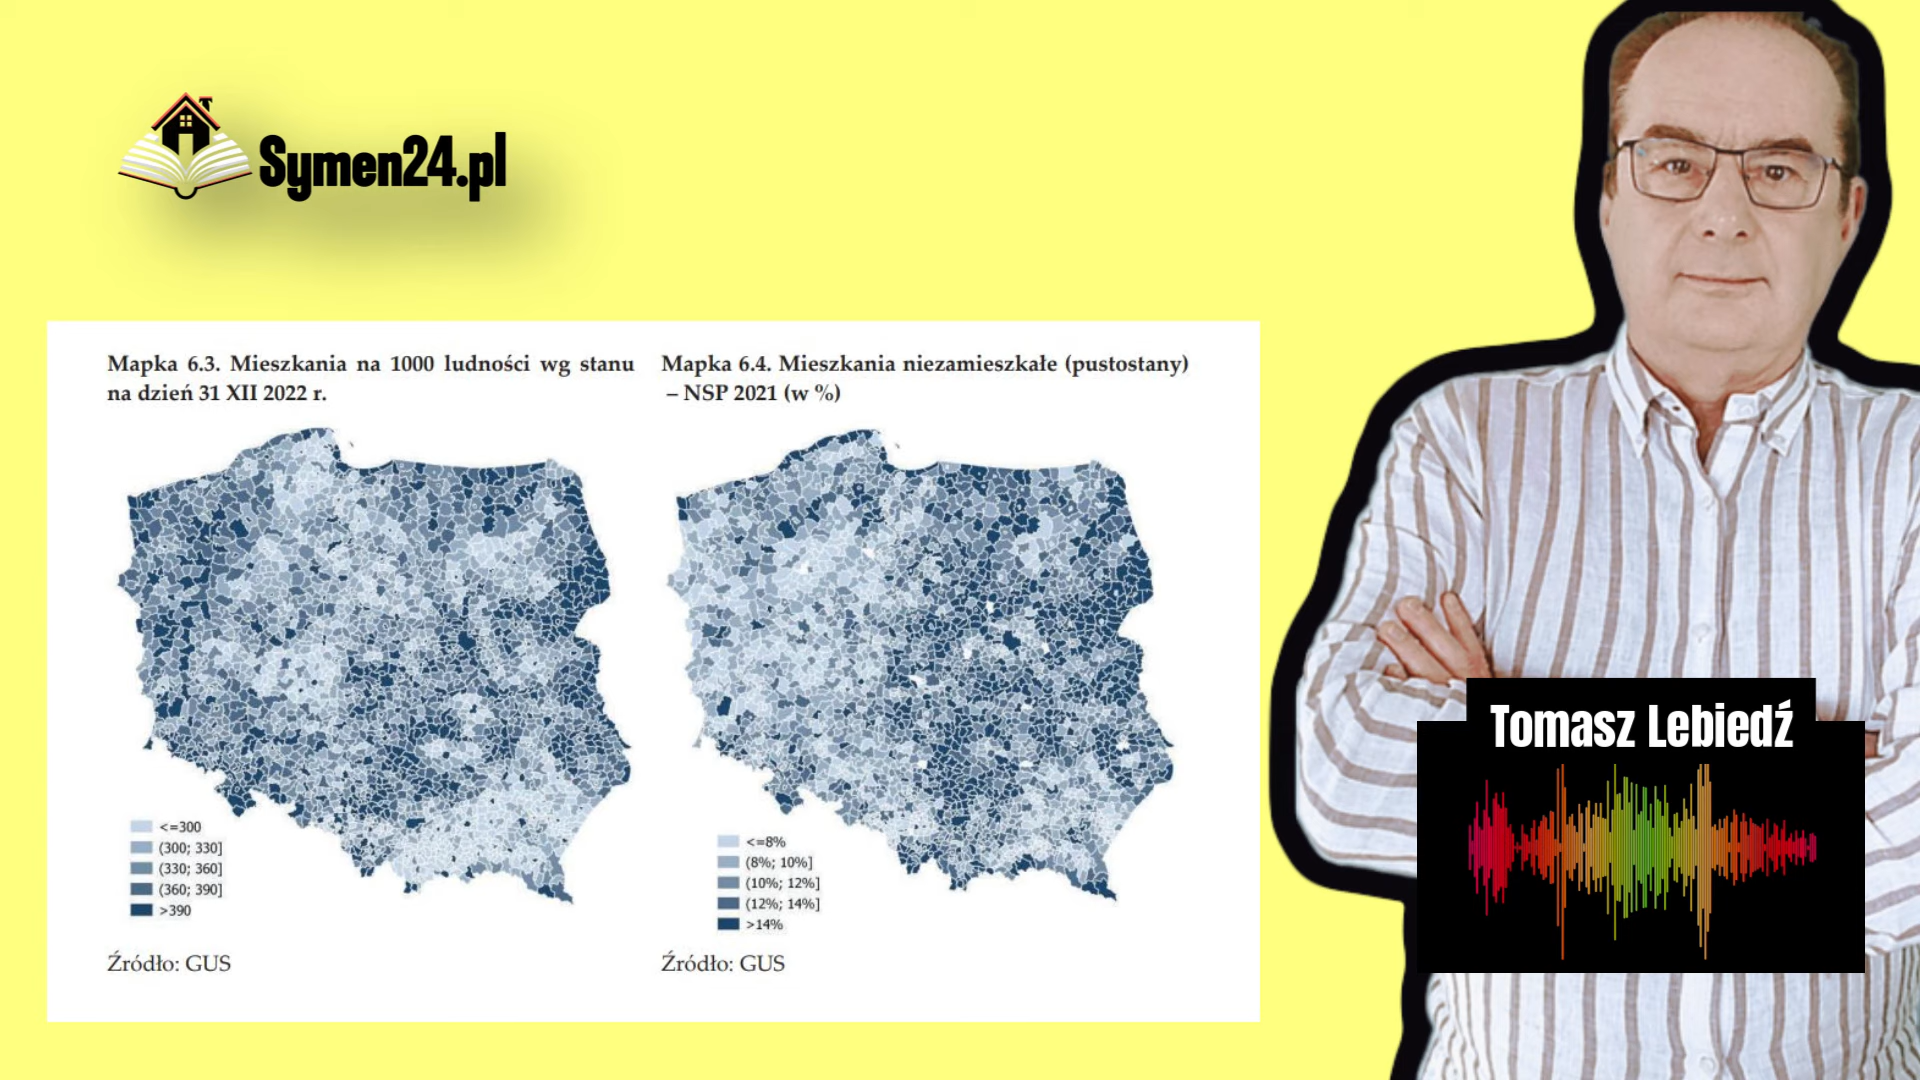 Symen24.pl
Mapka 6.3. Mieszkania na 1000 ludności wg stanu
na dzień 31 XII 2022 r.
<=300
(300; 330]
(330; 360]
(360; 390]
>390
Źródło: GUS
Mapka 6.4. Mieszkania niezamieszkałe (pustostany)
– NSP 2021 (w %)
<=8%
(8%; 10%]
(10%; 12%]
(12%; 14%]
>14%
Źródło: GUS
Tomasz Lebiedź